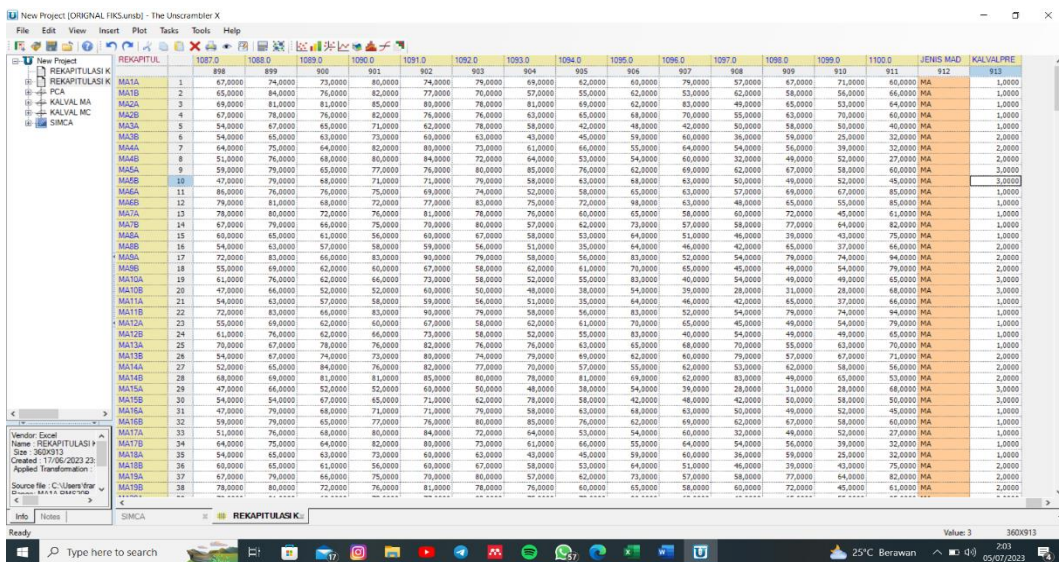 New Project [ORIGNAL FIKS.unsb] - The Unscrambler X
File Edit View Insert Plot Tasks Tools Help
New Project
REKAPITULASI K
REKAPITULASI K
PCA
KALVAL MA
KALVAL MC
SIMCA
REKAPITUL 1087.0 1088.0 1089.0 1090.0 1091.0 1092.0 1093.0 1094.0 1095.0 1096.0 1097.0 1098.0 1099.0 1100.0 JENIS MAD KALVALPRE
898 899 900 901 902 903 904 905 906 907 908 909 910 911 912 913
MA1A 1 67,0000 74,0000 73,0000 80,0000 74,0000 79,0000 69,0000 62,0000 60,0000 79,0000 57,0000 67,0000 71,0000 60,0000 MA 1,0000
MA1B 2 65,0000 84,0000 76,0000 82,0000 77,0000 70,0000 57,0000 55,0000 62,0000 53,0000 62,0000 58,0000 56,0000 66,0000 MA 1,0000
MA2A 3 69,0000 81,0000 81,0000 85,0000 80,0000 78,0000 81,0000 69,0000 62,0000 83,0000 49,0000 65,0000 53,0000 64,0000 MA 1,0000
MA2B 4 67,0000 78,0000 76,0000 82,0000 76,0000 76,0000 63,0000 65,0000 68,0000 70,0000 55,0000 63,0000 70,0000 60,0000 MA 1,0000
MA3A 5 54,0000 67,0000 65,0000 71,0000 62,0000 78,0000 58,0000 42,0000 48,0000 42,0000 50,0000 58,0000 50,0000 40,0000 MA 1,0000
MA3B 6 54,0000 65,0000 63,0000 73,0000 60,0000 63,0000 43,0000 45,0000 59,0000 60,0000 36,0000 59,0000 25,0000 32,0000 MA 2,0000
MA4A 7 64,0000 75,0000 64,0000 82,0000 80,0000 73,0000 61,0000 66,0000 55,0000 64,0000 54,0000 56,0000 39,0000 32,0000 MA 1,0000
MA4B 8 51,0000 76,0000 68,0000 80,0000 84,0000 72,0000 64,0000 53,0000 54,0000 60,0000 32,0000 49,0000 52,0000 27,0000 MA 2,0000
MA5A 9 59,0000 79,0000 65,0000 77,0000 76,0000 80,0000 85,0000 76,0000 62,0000 69,0000 62,0000 67,0000 58,0000 60,0000 MA 3,0000
MA5B 10 47,0000 79,0000 68,0000 71,0000 71,0000 79,0000 58,0000 63,0000 68,0000 63,0000 50,0000 49,0000 52,0000 45,0000 MA 3,0000
MA6A 11 86,0000 76,0000 76,0000 75,0000 69,0000 74,0000 52,0000 58,0000 65,0000 63,0000 57,0000 69,0000 67,0000 85,0000 MA 1,0000
MA6B 12 79,0000 81,0000 68,0000 72,0000 77,0000 83,0000 75,0000 72,0000 98,0000 63,0000 48,0000 65,0000 55,0000 85,0000 MA 1,0000
MA7A 13 78,0000 80,0000 72,0000 76,0000 81,0000 78,0000 76,0000 60,0000 65,0000 58,0000 60,0000 72,0000 45,0000 61,0000 MA 1,0000
MA7B 14 67,0000 79,0000 66,0000 75,0000 70,0000 80,0000 57,0000 62,0000 73,0000 57,0000 58,0000 77,0000 64,0000 82,0000 MA 1,0000
MA8A 15 60,0000 65,0000 61,0000 56,0000 60,0000 67,0000 58,0000 53,0000 64,0000 51,0000 46,0000 39,0000 43,0000 75,0000 MA 2,0000
MA8B 16 54,0000 63,0000 57,0000 58,0000 59,0000 56,0000 51,0000 35,0000 64,0000 46,0000 42,0000 65,0000 37,0000 66,0000 MA 2,0000
MA9A 17 72,0000 83,0000 66,0000 83,0000 90,0000 79,0000 58,0000 56,0000 83,0000 52,0000 54,0000 79,0000 74,0000 94,0000 MA 2,0000
MA9B 18 55,0000 69,0000 62,0000 60,0000 67,0000 58,0000 62,0000 61,0000 70,0000 65,0000 45,0000 49,0000 54,0000 79,0000 MA 2,0000
MA10A 19 61,0000 76,0000 62,0000 66,0000 73,0000 58,0000 52,0000 55,0000 83,0000 40,0000 54,0000 49,0000 49,0000 65,0000 MA 3,0000
MA10B 20 47,0000 66,0000 52,0000 52,0000 60,0000 50,0000 48,0000 38,0000 54,0000 39,0000 28,0000 31,0000 28,0000 68,0000 MA 3,0000
MA11A 21 54,0000 63,0000 57,0000 58,0000 59,0000 56,0000 51,0000 35,0000 64,0000 46,0000 42,0000 65,0000 37,0000 66,0000 MA 1,0000
MA11B 22 72,0000 83,0000 66,0000 83,0000 90,0000 79,0000 58,0000 56,0000 83,0000 52,0000 54,0000 79,0000 74,0000 94,0000 MA 1,0000
MA12A 23 55,0000 69,0000 62,0000 60,0000 67,0000 58,0000 62,0000 61,0000 70,0000 65,0000 45,0000 49,0000 54,0000 79,0000 MA 1,0000
MA12B 24 61,0000 76,0000 62,0000 66,0000 73,0000 58,0000 52,0000 55,0000 83,0000 40,0000 54,0000 49,0000 49,0000 65,0000 MA 1,0000
MA13A 25 70,0000 67,0000 78,0000 76,0000 82,0000 76,0000 76,0000 63,0000 65,0000 68,0000 70,0000 55,0000 63,0000 70,0000 MA 1,0000
MA13B 26 54,0000 67,0000 74,0000 73,0000 80,0000 74,0000 79,0000 69,0000 62,0000 60,0000 79,0000 57,0000 67,0000 71,0000 MA 2,0000
MA14A 27 52,0000 65,0000 84,0000 76,0000 82,0000 77,0000 70,0000 57,0000 55,0000 62,0000 53,0000 62,0000 58,0000 56,0000 MA 2,0000
MA14B 28 68,0000 69,0000 81,0000 81,0000 85,0000 80,0000 78,0000 81,0000 69,0000 62,0000 83,0000 49,0000 65,0000 53,0000 MA 2,0000
MA15A 29 47,0000 66,0000 52,0000 52,0000 60,0000 50,0000 48,0000 38,0000 54,0000 39,0000 28,0000 31,0000 28,0000 68,0000 MA 3,0000
MA15B 30 54,0000 54,0000 67,0000 65,0000 71,0000 62,0000 78,0000 58,0000 42,0000 48,0000 42,0000 50,0000 58,0000 50,0000 MA 3,0000
MA16A 31 47,0000 79,0000 68,0000 71,0000 71,0000 79,0000 58,0000 63,0000 68,0000 63,0000 50,0000 49,0000 52,0000 45,0000 MA 1,0000
MA16B 32 59,0000 79,0000 65,0000 77,0000 76,0000 80,0000 85,0000 76,0000 62,0000 69,0000 62,0000 67,0000 58,0000 60,0000 MA 1,0000
MA17A 33 51,0000 76,0000 68,0000 80,0000 84,0000 72,0000 64,0000 53,0000 54,0000 60,0000 32,0000 49,0000 52,0000 27,0000 MA 1,0000
MA17B 34 64,0000 75,0000 64,0000 82,0000 80,0000 73,0000 61,0000 66,0000 55,0000 64,0000 54,0000 56,0000 39,0000 32,0000 MA 1,0000
MA18A 35 54,0000 65,0000 63,0000 73,0000 60,0000 63,0000 43,0000 45,0000 59,0000 60,0000 36,0000 59,0000 25,0000 32,0000 MA 1,0000
MA18B 36 60,0000 65,0000 61,0000 56,0000 60,0000 67,0000 58,0000 53,0000 64,0000 51,0000 46,0000 39,0000 43,0000 75,0000 MA 2,0000
MA19A 37 67,0000 79,0000 66,0000 75,0000 70,0000 80,0000 57,0000 62,0000 73,0000 57,0000 58,0000 77,0000 64,0000 82,0000 MA 2,0000
MA19B 38 78,0000 80,0000 72,0000 76,0000 81,0000 78,0000 76,0000 60,0000 65,0000 58,0000 60,0000 72,0000 45,0000 61,0000 MA 2,0000
Vendor: Excel
Name : REKAPITULASI K
Size : 360X913
Created : 17/06/2023 23:
Applied Transformation :
Source file : C:\Users\frar
Info Notes SIMCA REKAPITULASI K
Ready Value: 3 360X913
Type here to search 25°C Berawan 2:03
05/07/2023